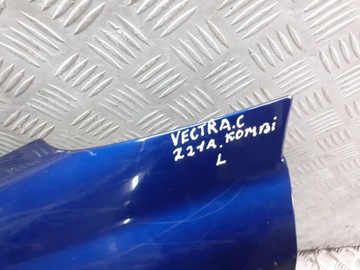 VECTRA.C
Z21A. KOMBI
L